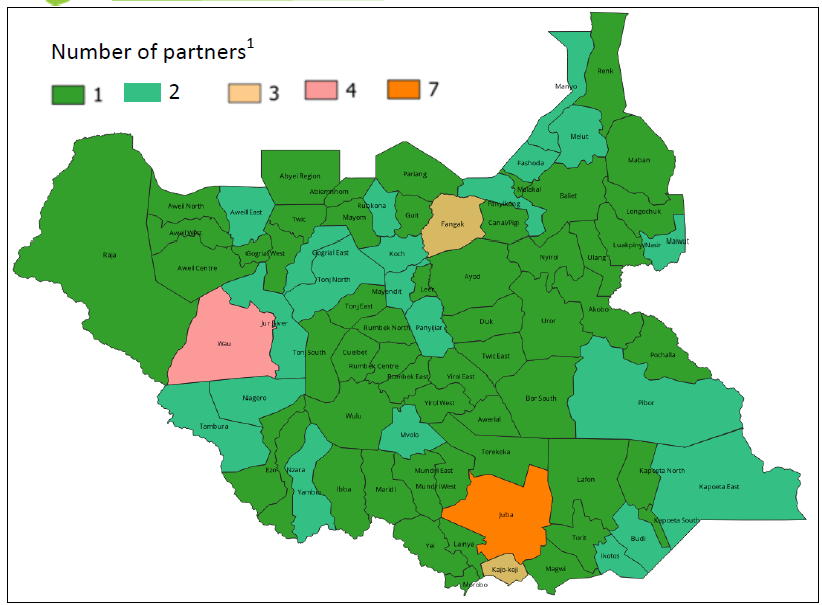 Number of partners1
1 2 3 4 7
Renk
Manyo
Melut
Maban
Fashoda
Abyei Region
Pariang
Malakal
Baliet
Abiemnhom
Rubkona
Panyikang
Aweil North
Aweil East
Twic
Mayom
Guit
Fangak
Canal/Pigi
Longochuk
Aweil West
Luakpiny/Nasir
Maiwut
Raja
Gogrial West
Gogrial East
Koch
Nyirol
Ulang
Aweil Centre
Tonj North
Mayendit
Leer
Ayod
Tonj East
Akobo
Jur River
Rumbek North
Panyijiar
Duk
Uror
Wau
Tonj South
Cueibet
Twic East
Pochalla
Rumbek Centre
Rumbek East
Yirol East
Nagero
Yirol West
Bor South
Pibor
Wulu
Awerial
Tambura
Mvolo
Terekeka
Ezo
Nzara
Mundri East
Kapoeta North
Lafon
Yambio
Ibba
Maridi
Mundri West
Kapoeta East
Juba
Kapoeta South
Yei
Lainya
Torit
Budi
Ikotos
Kajo-keji
Magwi
Morobo